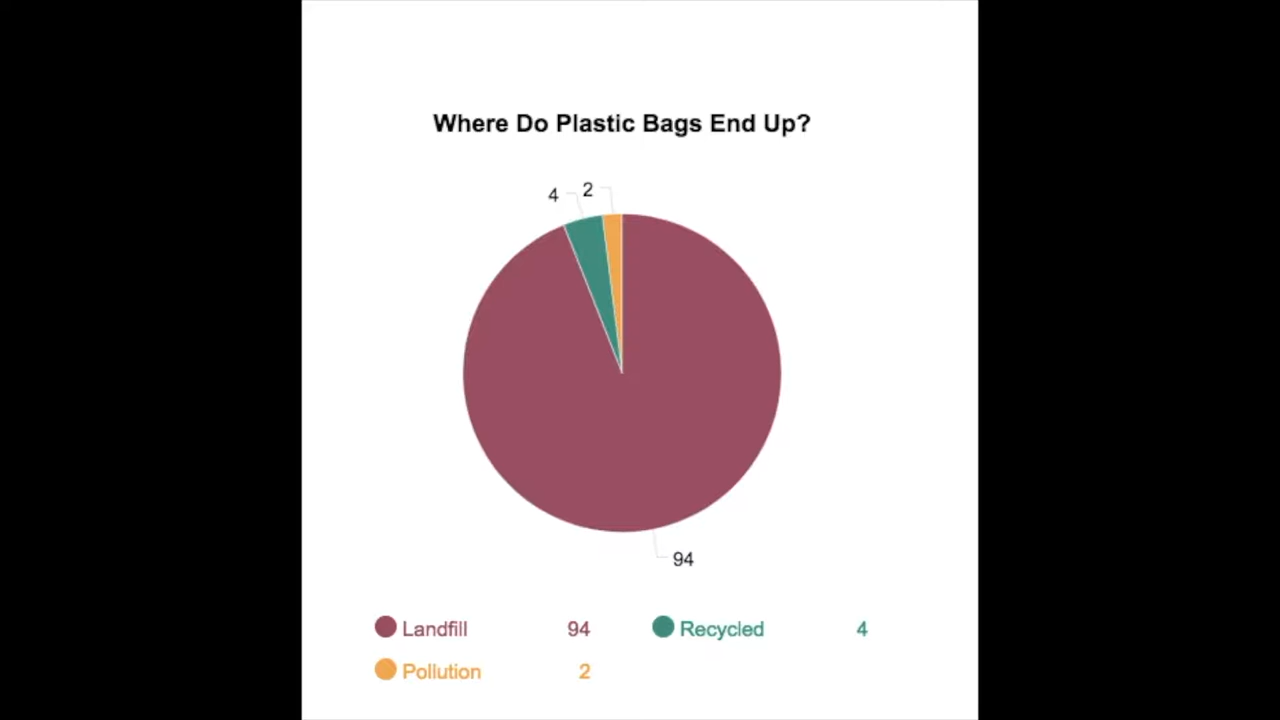 Where Do Plastic Bags End Up?
4 2
94
Landfill 94 Recycled 4
Pollution 2